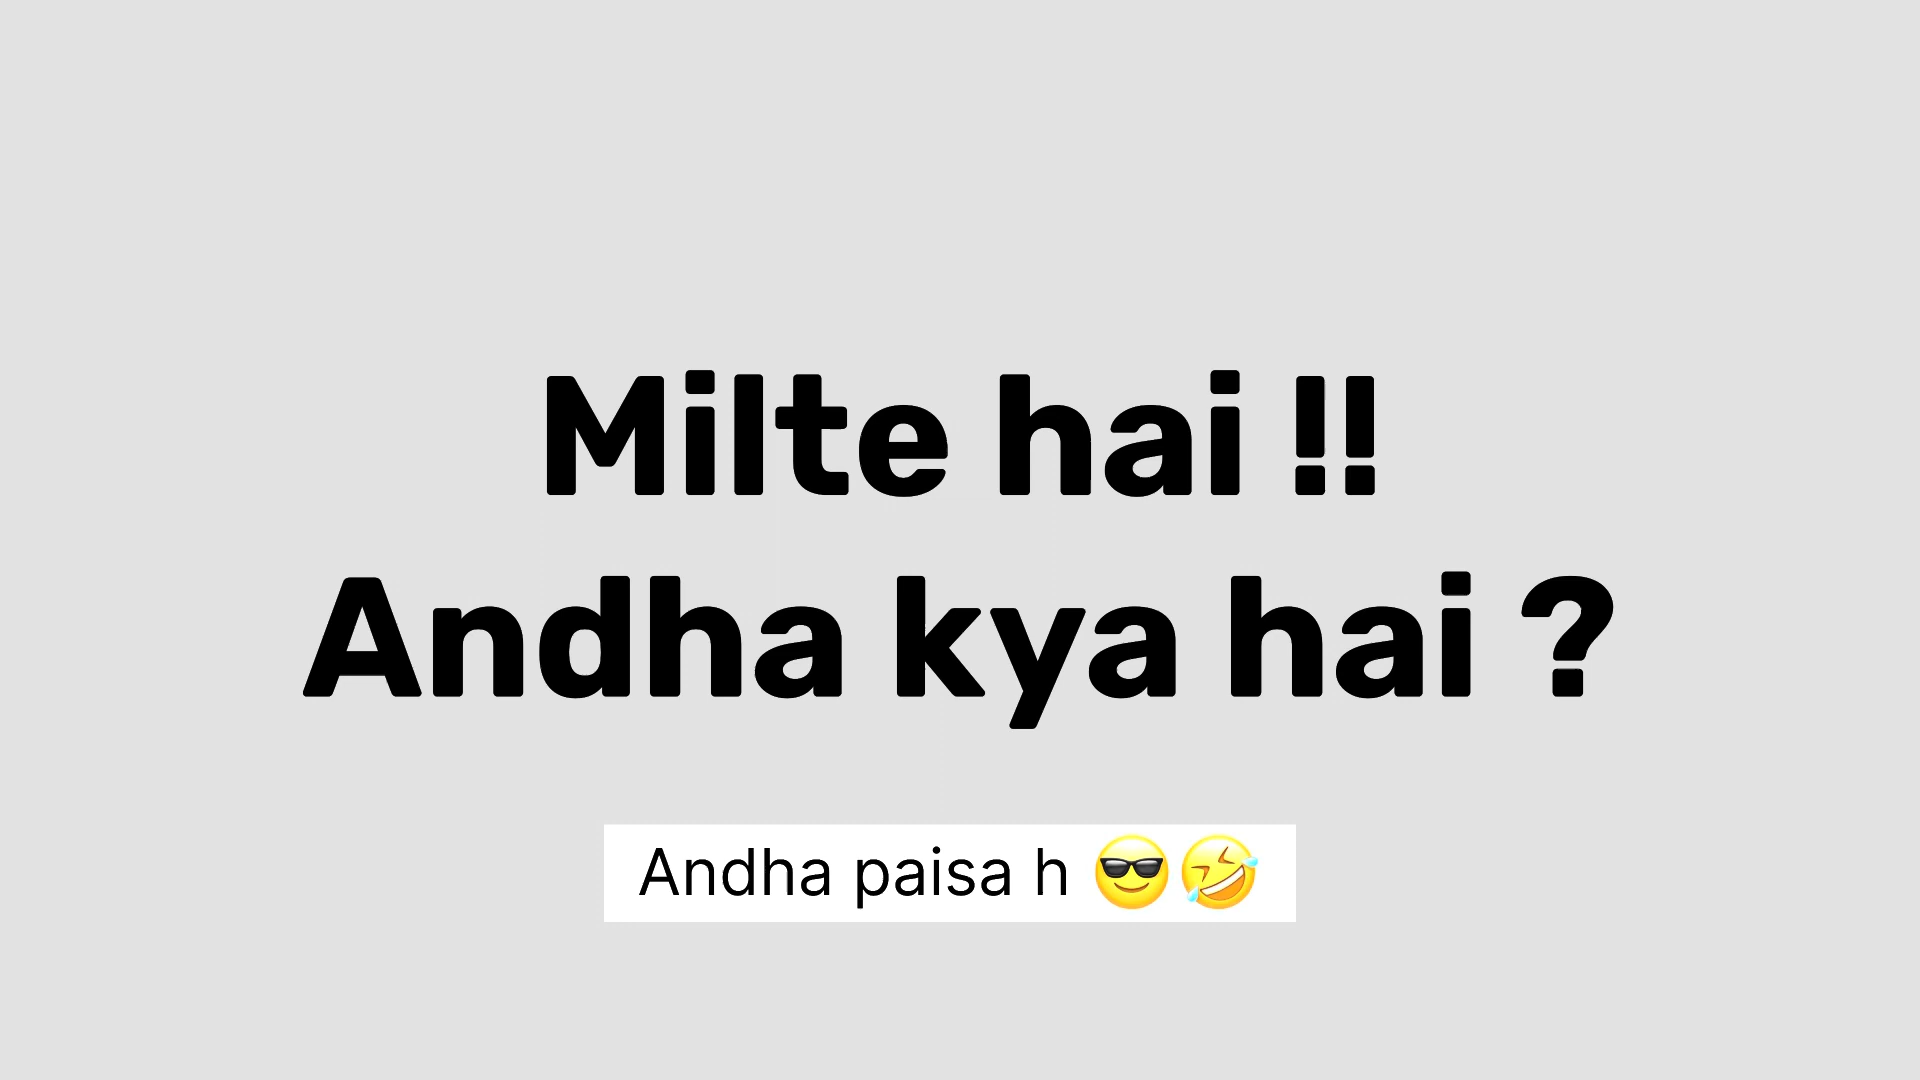 Milte hai !!
Andha kya hai ?
Andha paisa h 😎🤣